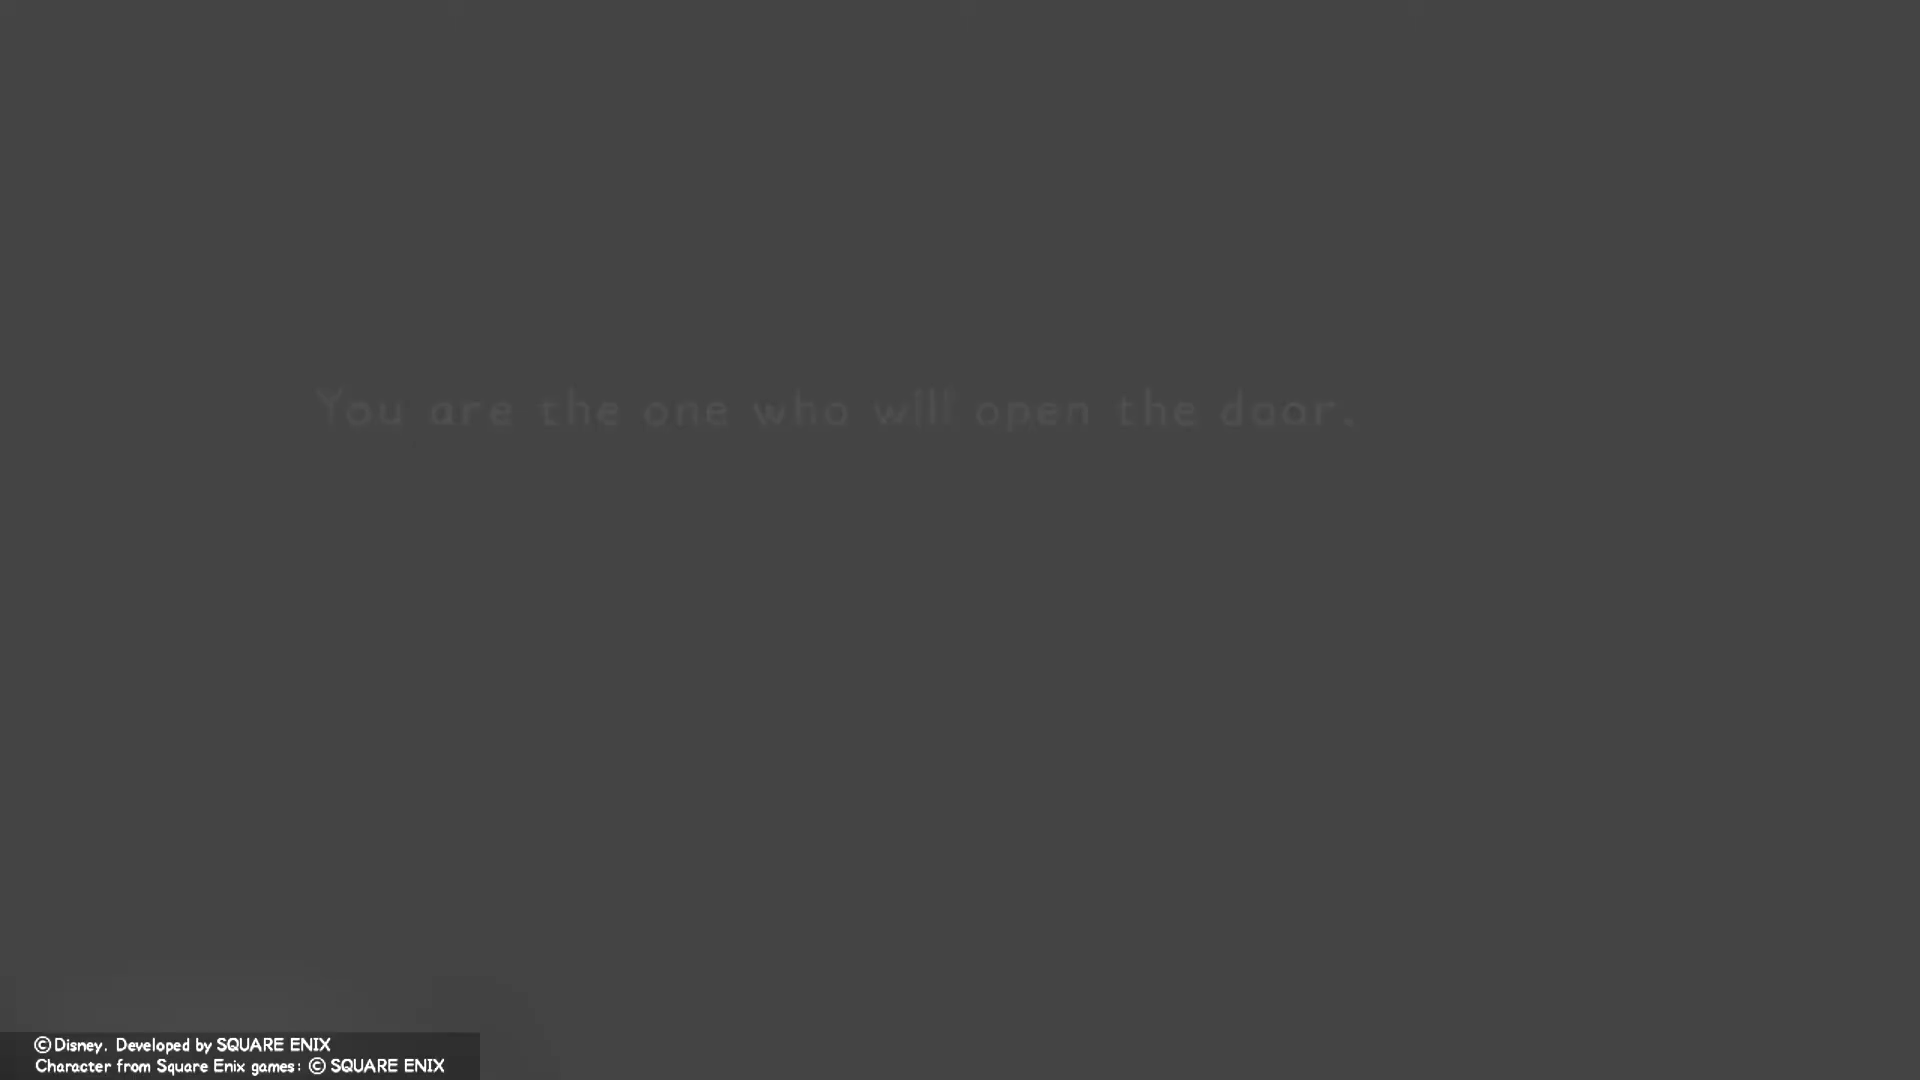 You are the one who will open the door.
©Disney. Developed by SQUARE ENIX
Character from Square Enix games: © SQUARE ENIX